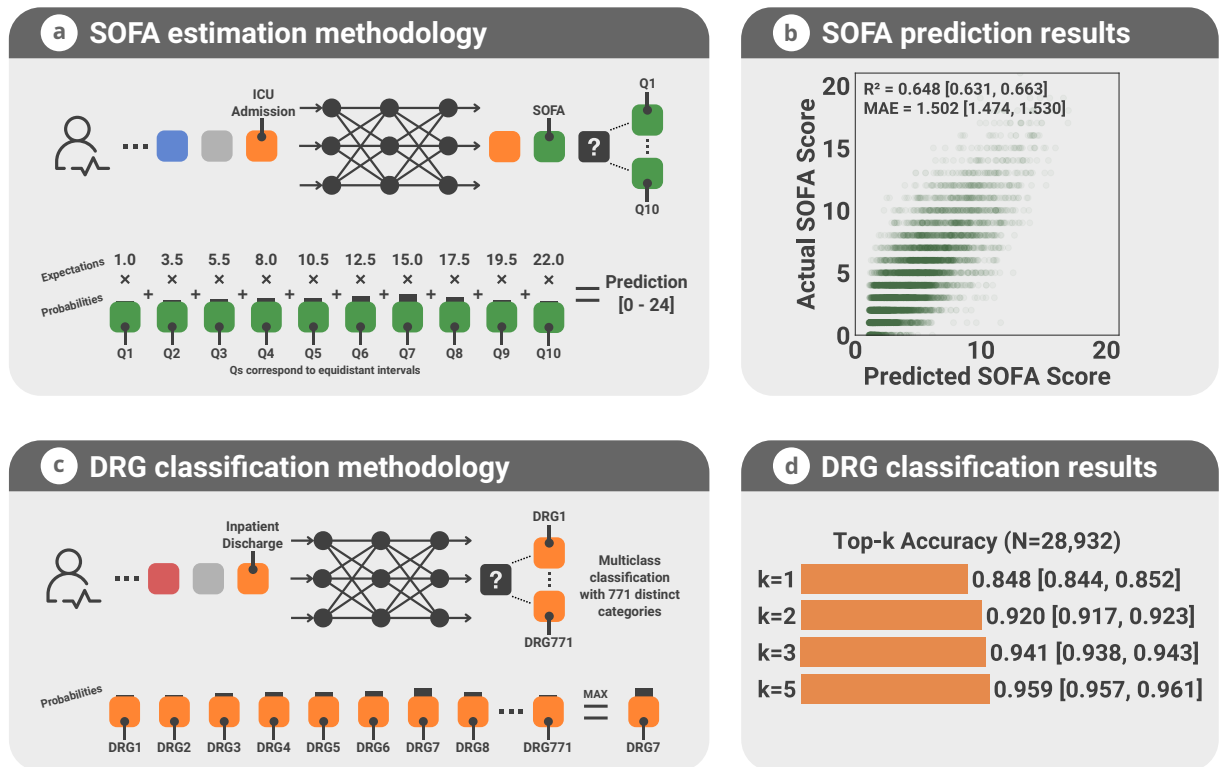 a SOFA estimation methodology
ICU
Admission
SOFA
?
Q1
Q10
Expectations 1.0 3.5 5.5 8.0 10.5 12.5 15.0 17.5 19.5 22.0
× × × × × × × × × ×
Probabilities + + + + + + + + +
= Prediction
[0 - 24]
Q1 Q2 Q3 Q4 Q5 Q6 Q7 Q8 Q9 Q10
Qs correspond to equidistant intervals
b SOFA prediction results
R² = 0.648 [0.631, 0.663]
MAE = 1.502 [1.474, 1.530]
Actual SOFA Score
20
15
10
5
0
0 10 20
Predicted SOFA Score
c DRG classification methodology
Inpatient
Discharge
?
DRG1
DRG771
Multiclass
classification
with 771 distinct
categories
Probabilities
MAX
=
DRG1 DRG2 DRG3 DRG4 DRG5 DRG6 DRG7 DRG8 DRG771 DRG7
d DRG classification results
Top-k Accuracy (N=28,932)
k=1 0.848 [0.844, 0.852]
k=2 0.920 [0.917, 0.923]
k=3 0.941 [0.938, 0.943]
k=5 0.959 [0.957, 0.961]